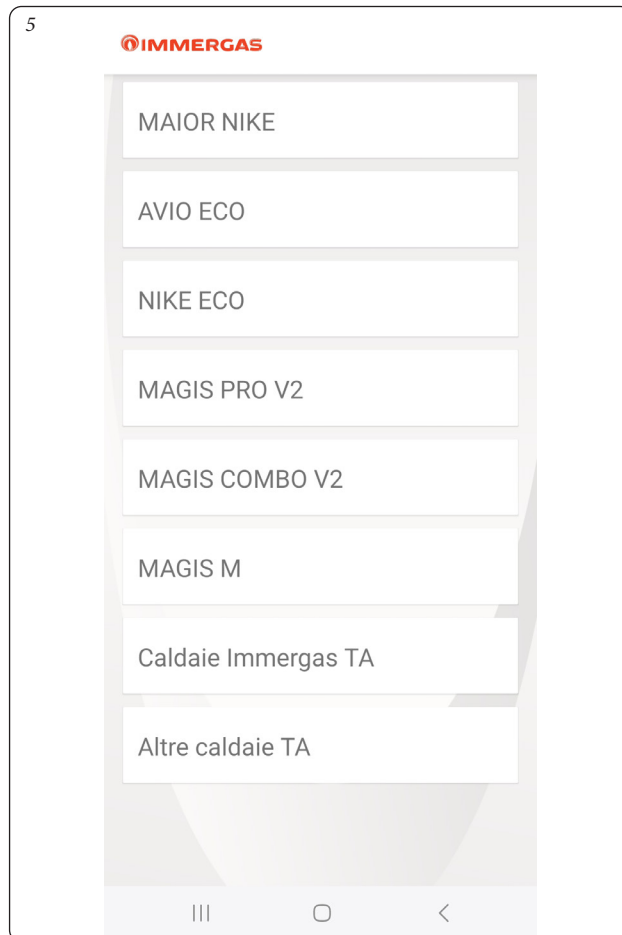 5
IMMERGAS
MAIOR NIKE
AVIO ECO
NIKE ECO
MAGIS PRO V2
MAGIS COMBO V2
MAGIS M
Caldaie Immergas TA
Altre caldaie TA